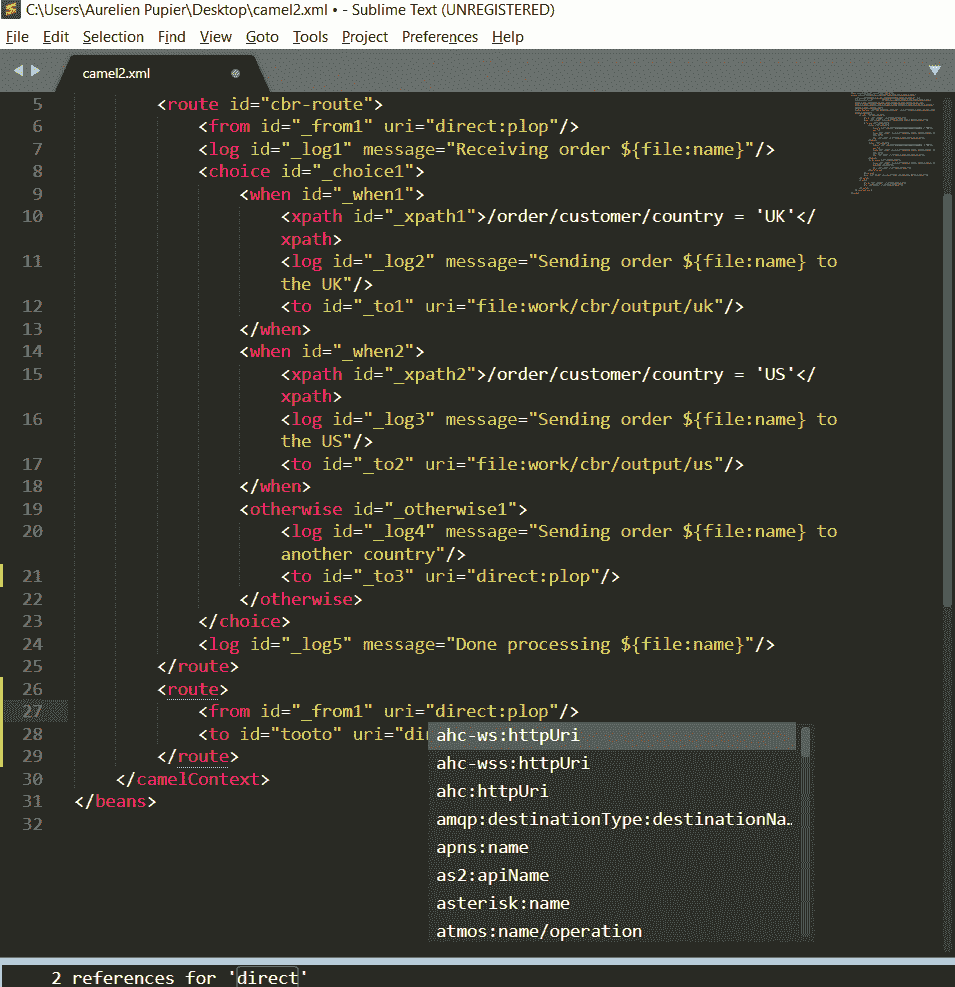 C:\Users\Aurelien Pupier\Desktop\camel2.xml • - Sublime Text (UNREGISTERED)
File Edit Selection Find View Goto Tools Project Preferences Help
camel2.xml
5 <route id="cbr-route">
6 <from id="_from1" uri="direct:plop"/>
7 <log id="_log1" message="Receiving order ${file:name}"/>
8 <choice id="_choice1">
9 <when id="_when1">
10 <xpath id="_xpath1">/order/customer/country = 'UK'</
xpath>
11 <log id="_log2" message="Sending order ${file:name} to
the UK"/>
12 <to id="_to1" uri="file:work/cbr/output/uk"/>
13 </when>
14 <when id="_when2">
15 <xpath id="_xpath2">/order/customer/country = 'US'</
xpath>
16 <log id="_log3" message="Sending order ${file:name} to
the US"/>
17 <to id="_to2" uri="file:work/cbr/output/us"/>
18 </when>
19 <otherwise id="_otherwise1">
20 <log id="_log4" message="Sending order ${file:name} to
another country"/>
21 <to id="_to3" uri="direct:plop"/>
22 </otherwise>
23 </choice>
24 <log id="_log5" message="Done processing ${file:name}"/>
25 </route>
26 <route>
27 <from id="_from1" uri="direct:plop"/>
28 <to id="tooto" uri="dir
29 </route>
30 </camelContext>
31 </beans>
32
ahc-ws:httpUri
ahc-wss:httpUri
ahc:httpUri
amqp:destinationType:destinationNa…
apns:name
as2:apiName
asterisk:name
atmos:name/operation
2 references for 'direct'